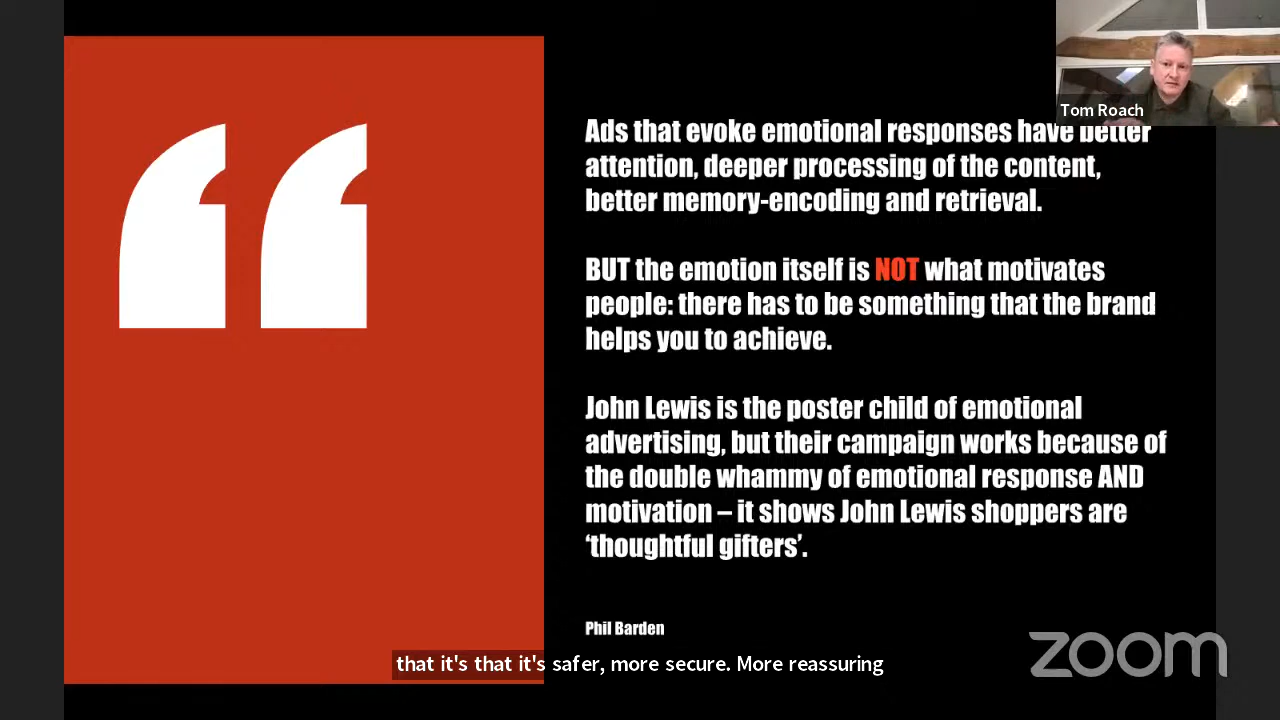 Tom Roach
Ads that evoke emotional responses have better
attention, deeper processing of the content,
better memory-encoding and retrieval.
BUT the emotion itself is NOT what motivates
people: there has to be something that the brand
helps you to achieve.
John Lewis is the poster child of emotional
advertising, but their campaign works because of
the double whammy of emotional response AND
motivation – it shows John Lewis shoppers are
‘thoughtful gifters’.
Phil Barden
that it's that it's safer, more secure. More reassuring
zoom